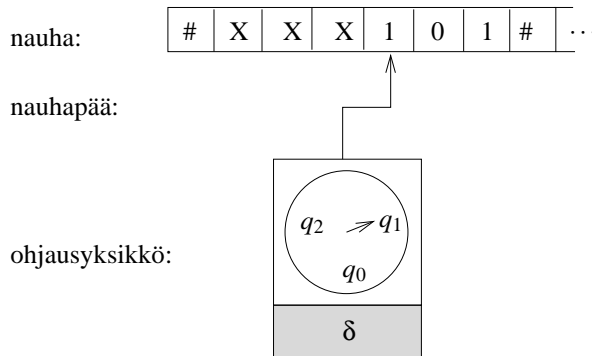 nauha: # X X X 1 0 1 # ...
nauhapää:
q2 q1
ohjausyksikkö:
q0
δ